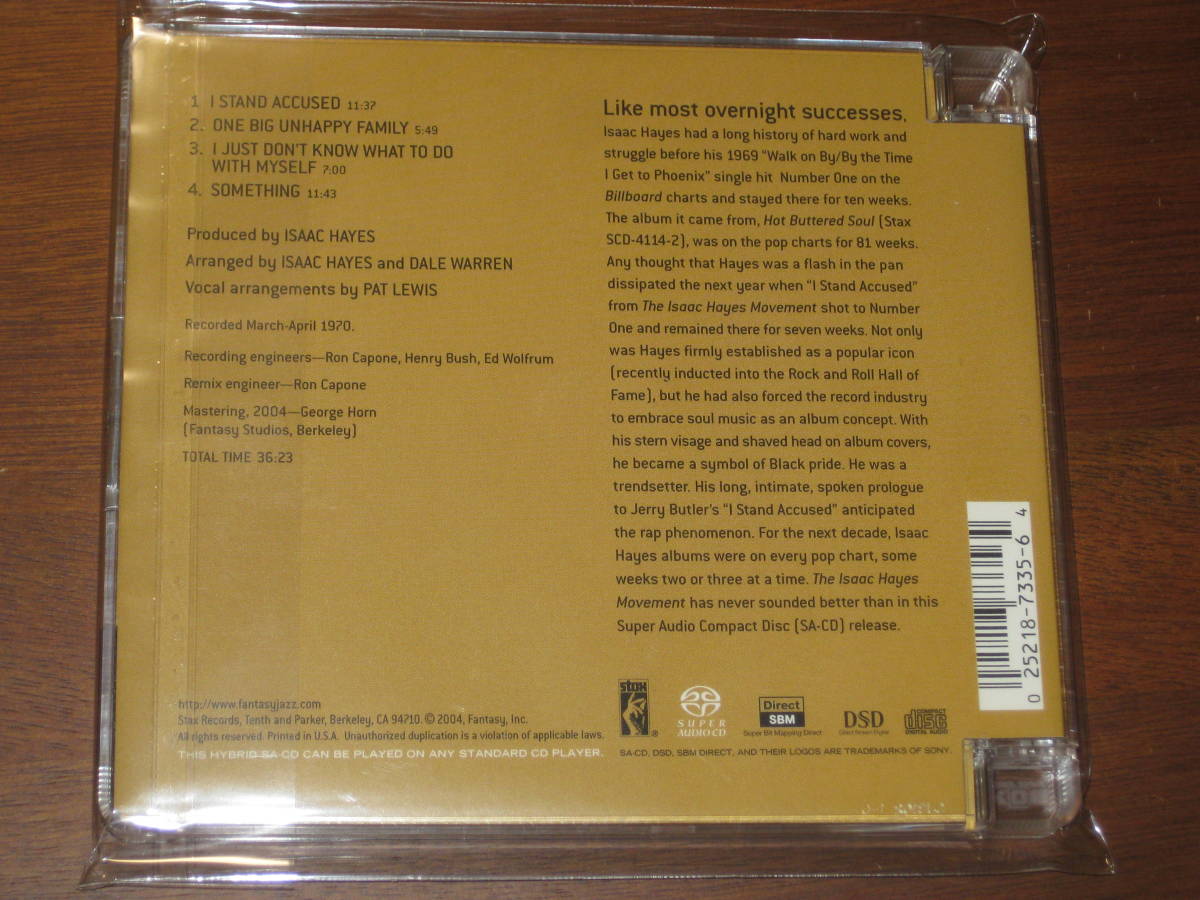 1 I STAND ACCUSED 11:37
2. ONE BIG UNHAPPY FAMILY 5:49
3. I JUST DON'T KNOW WHAT TO DO
WITH MYSELF 7:00
4. SOMETHING 11:43
Produced by ISAAC HAYES
Arranged by ISAAC HAYES and DALE WARREN
Vocal arrangements by PAT LEWIS
Recorded March-April 1970.
Recording engineers—Ron Capone, Henry Bush, Ed Wolfrum
Remix engineer—Ron Capone
Mastering, 2004—George Horn
(Fantasy Studios, Berkeley)
TOTAL TIME 36:23
Like most overnight successes,
Isaac Hayes had a long history of hard work and
struggle before his 1969 "Walk on By/By the Time
I Get to Phoenix" single hit Number One on the
Billboard charts and stayed there for ten weeks.
The album it came from, Hot Buttered Soul (Stax
SCD-4114-2), was on the pop charts for 81 weeks.
Any thought that Hayes was a flash in the pan
dissipated the next year when "I Stand Accused"
from The Isaac Hayes Movement shot to Number
One and remained there for seven weeks. Not only
was Hayes firmly established as a popular icon
(recently inducted into the Rock and Roll Hall of
Fame), but he had also forced the record industry
to embrace soul music as an album concept. With
his stern visage and shaved head on album covers,
he became a symbol of Black pride. He was a
trendsetter. His long, intimate, spoken prologue
to Jerry Butler's "I Stand Accused" anticipated
the rap phenomenon. For the next decade, Isaac
Hayes albums were on every pop chart, some
weeks two or three at a time. The Isaac Hayes
Movement has never sounded better than in this
Super Audio Compact Disc (SA-CD) release.
0 25218-7335-6 4
http://www.fantasyjazz.com
Stax Records, Tenth and Parker, Berkeley, CA 94710. © 2004, Fantasy, Inc.
All rights reserved. Printed in U.S.A. Unauthorized duplication is a violation of applicable laws.
THIS HYBRID SA-CD CAN BE PLAYED ON ANY STANDARD CD PLAYER.
stax ®
SUPER AUDIO CD
Direct SBM
Super Bit Mapping Direct
DSD
Direct Stream Digital
COMPACT disc DIGITAL AUDIO
SA-CD, DSD, SBM DIRECT, AND THEIR LOGOS ARE TRADEMARKS OF SONY.